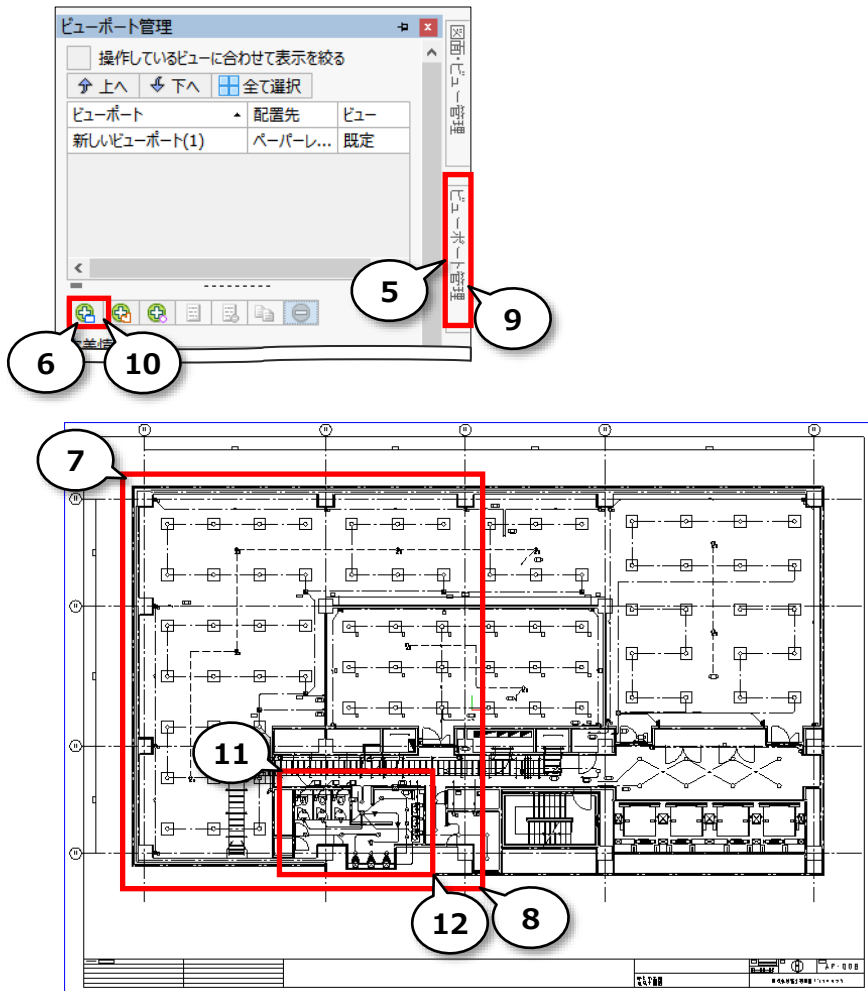 ビューポート管理
操作しているビューに合わせて表示を絞る
上へ 下へ 全て選択
ビューポート 配置先 ビュー
新しいビューポート(1) ペーパーレ... 既定
図面・ビュー管理
ビューポート管理
5
9
6
10
7
11
12
8